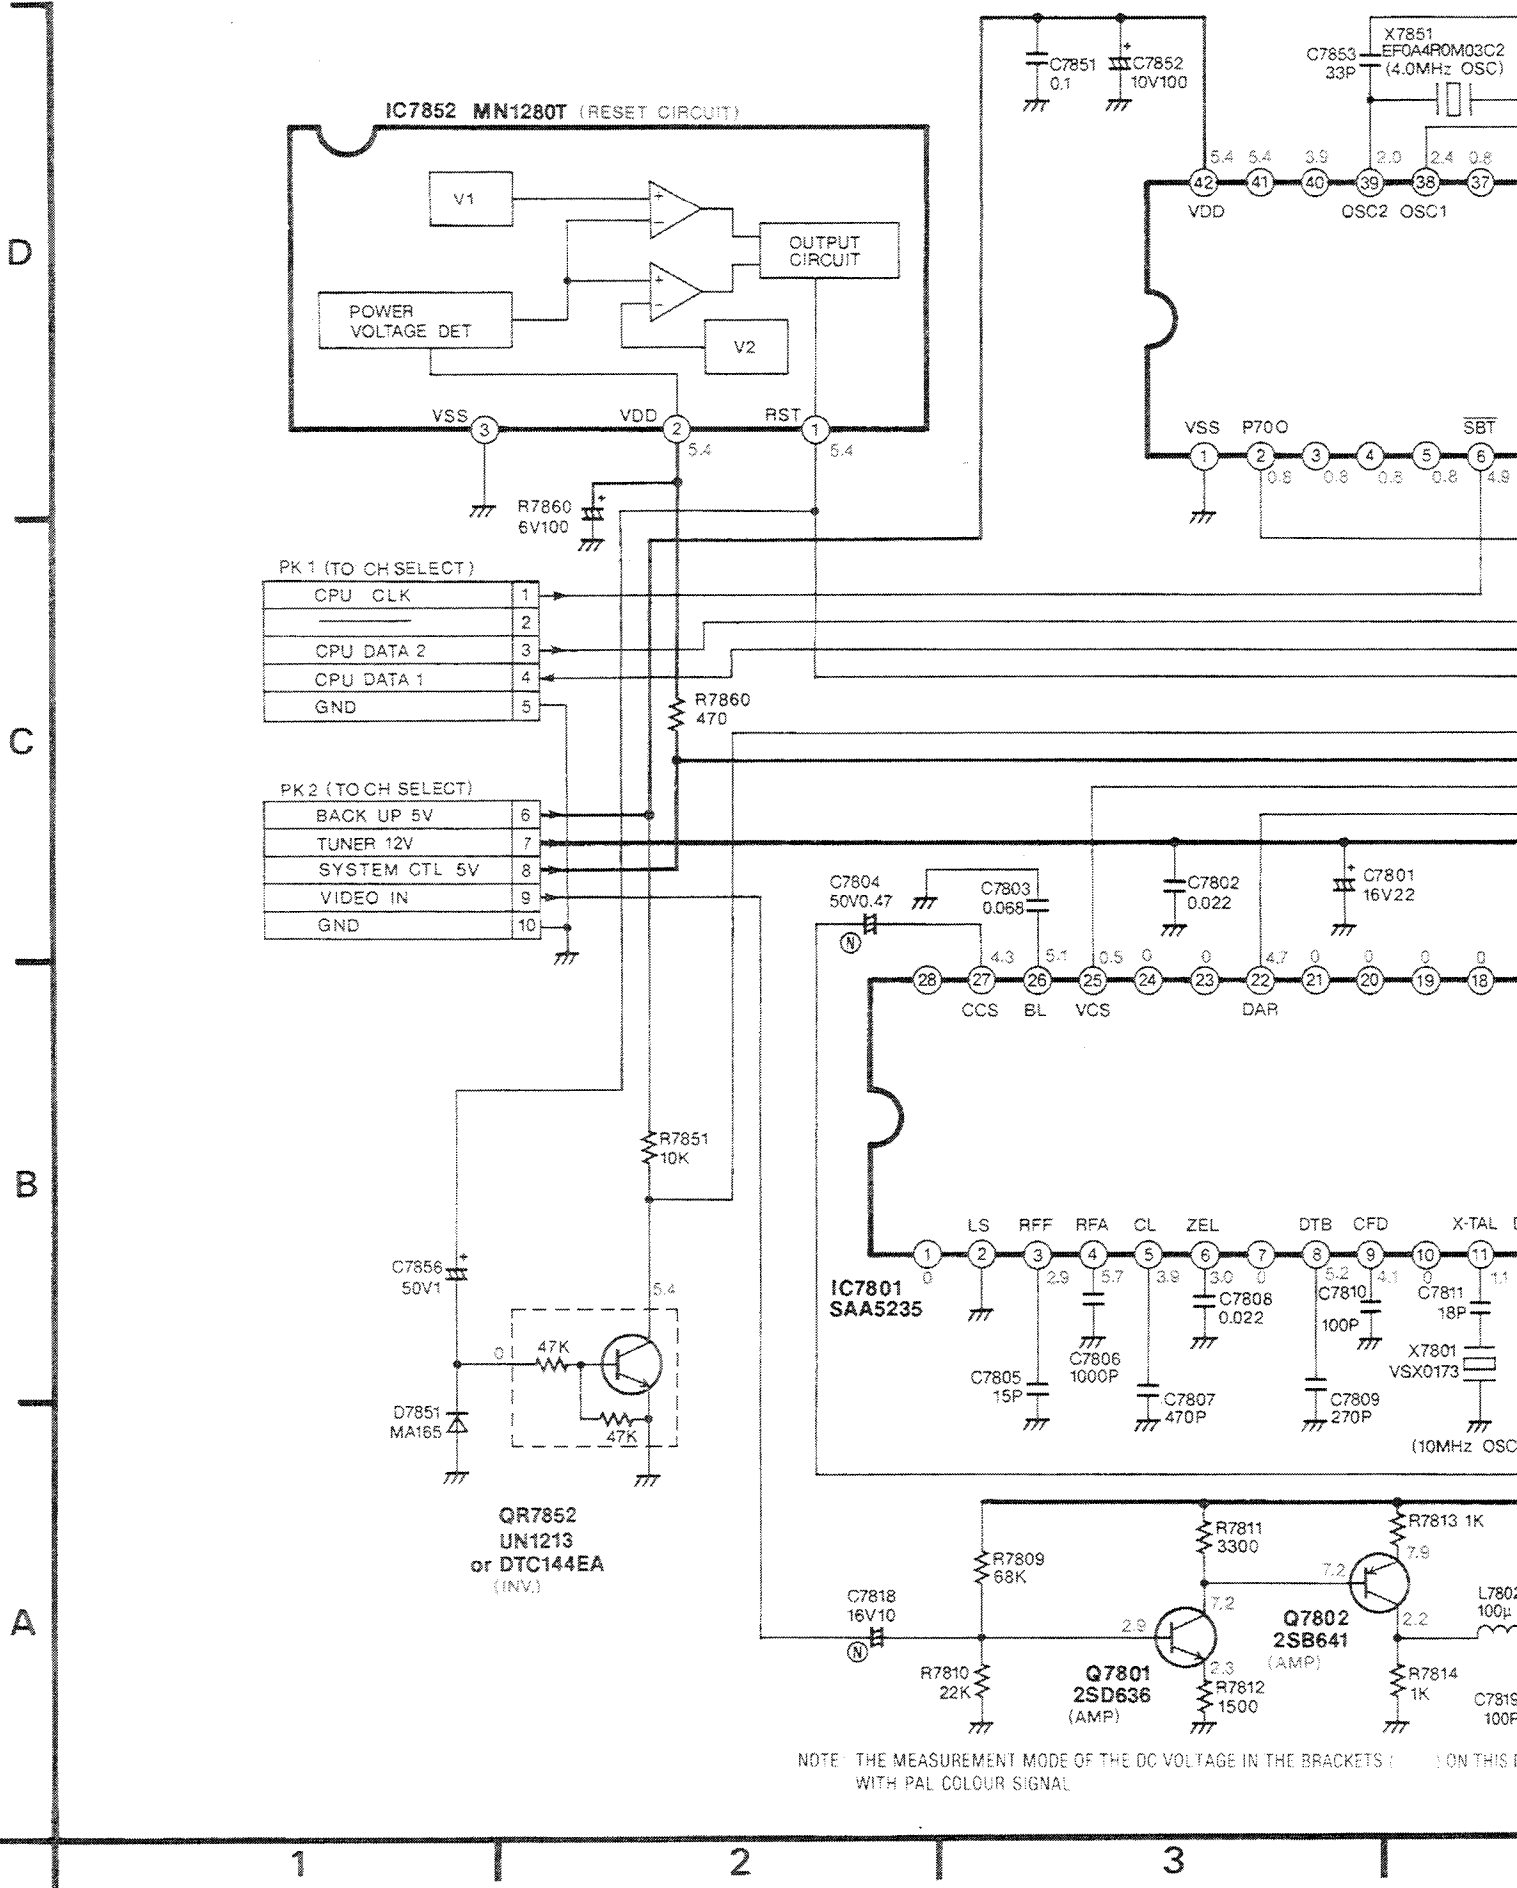 X7851
C7853 EF0A4R0M03C2
33P (4.0MHz OSC)
C7851
0.1
+
C7852
10V100
IC7852 MN1280T (RESET CIRCUIT)
V1
+
−
OUTPUT
CIRCUIT
+
−
POWER
VOLTAGE DET
V2
VSS 3
VDD 2
5.4
RST 1
5.4
5.4 5.4 3.9 2.0 2.4 0.8
42 41 40 39 38 37
VDD OSC2 OSC1
D
VSS P70O SBT
1 2 3 4 5 6
0.8 0.8 0.8 0.8 4.9
R7860
6V100
+
PK1 (TO CH SELECT)
CPU CLK 1
2
CPU DATA 2 3
CPU DATA 1 4
GND 5
R7860
470
C
PK2 (TO CH SELECT)
BACK UP 5V 6
TUNER 12V 7
SYSTEM CTL 5V 8
VIDEO IN 9
GND 10
C7804
50V0.47
N
C7803
0.068
C7802
0.022
+
C7801
16V22
4.3 5.1 0.5 0 0 4.7 0 0 0 0
28 27 26 25 24 23 22 21 20 19 18
CCS BL VCS DAR
R7851
10K
B
LS RFF RFA CL ZEL DTB CFD X-TAL
1 2 3 4 5 6 7 8 9 10 11
0 2.9 5.7 3.9 3.0 0 5.2 4.1 0 1.1
IC7801
SAA5235
C7805
15P
C7806
1000P
C7807
470P
C7808
0.022
C7809
270P
C7810
100P
C7811
18P
X7801
VSX0173
(10MHz OSC
C7856
50V1
+
5.4
0
47K
47K
D7851
MA165
QR7852
UN1213
or DTC144EA
(INV.)
R7809
68K
R7811
3300
R7813 1K
7.9
7.2
7.2
C7818
16V10
N
2.9
2.3
Q7802
2SB641
(AMP)
2.2
L7802
100µ
A
R7810
22K
Q7801
2SD636
(AMP)
R7812
1500
R7814
1K
C7819
100P
NOTE: THE MEASUREMENT MODE OF THE DC VOLTAGE IN THE BRACKETS ( ) ON THIS
WITH PAL COLOUR SIGNAL
1 2 3